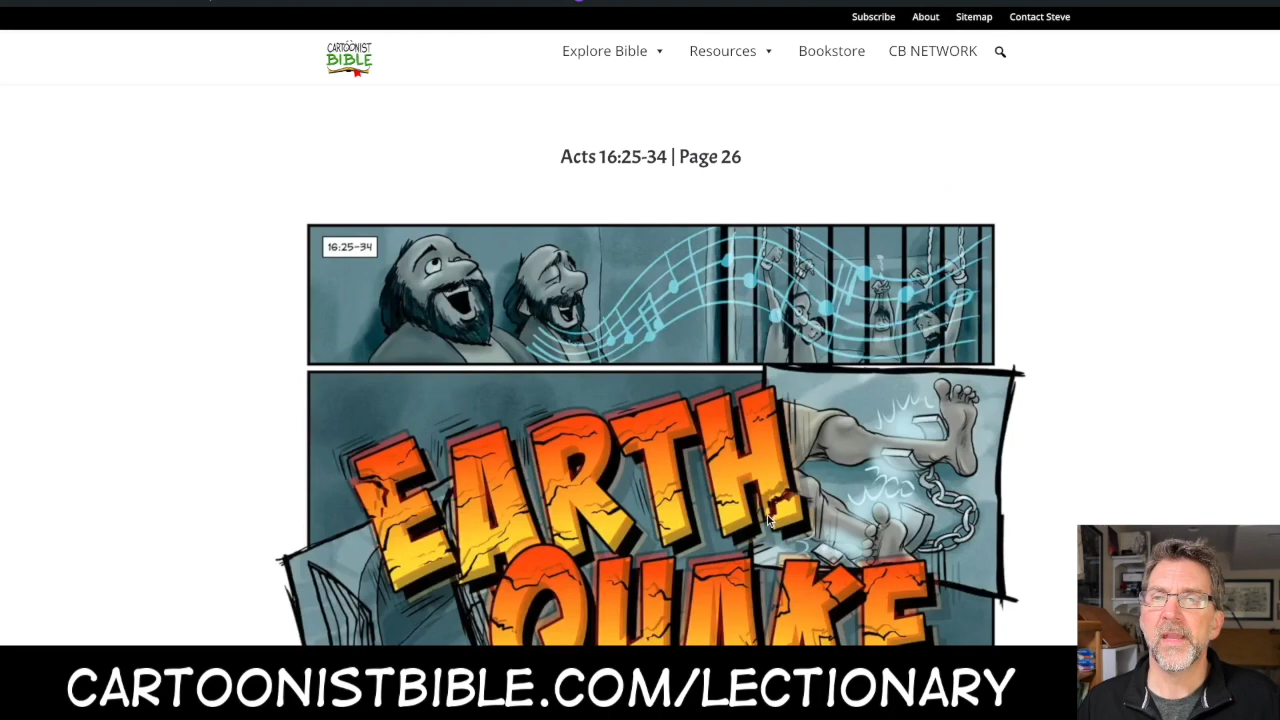 Subscribe About Sitemap Contact Steve
CARTOONIST
BIBLE
Explore Bible Resources Bookstore CB NETWORK
Acts 16:25-34 | Page 26
16:25-34
EARTH
QUAKE
CARTOONISTBIBLE.COM/LECTIONARY